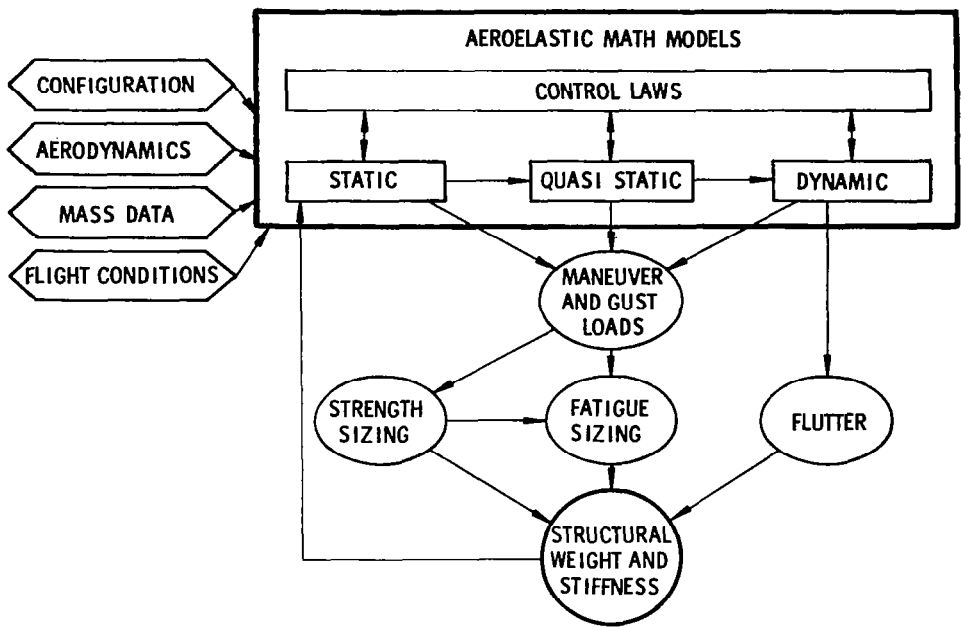 AEROELASTIC MATH MODELS
CONFIGURATION
CONTROL LAWS
AERODYNAMICS
STATIC
QUASI STATIC
DYNAMIC
MASS DATA
FLIGHT CONDITIONS
MANEUVER
AND GUST
LOADS
STRENGTH
SIZING
FATIGUE
SIZING
FLUTTER
STRUCTURAL
WEIGHT AND
STIFFNESS